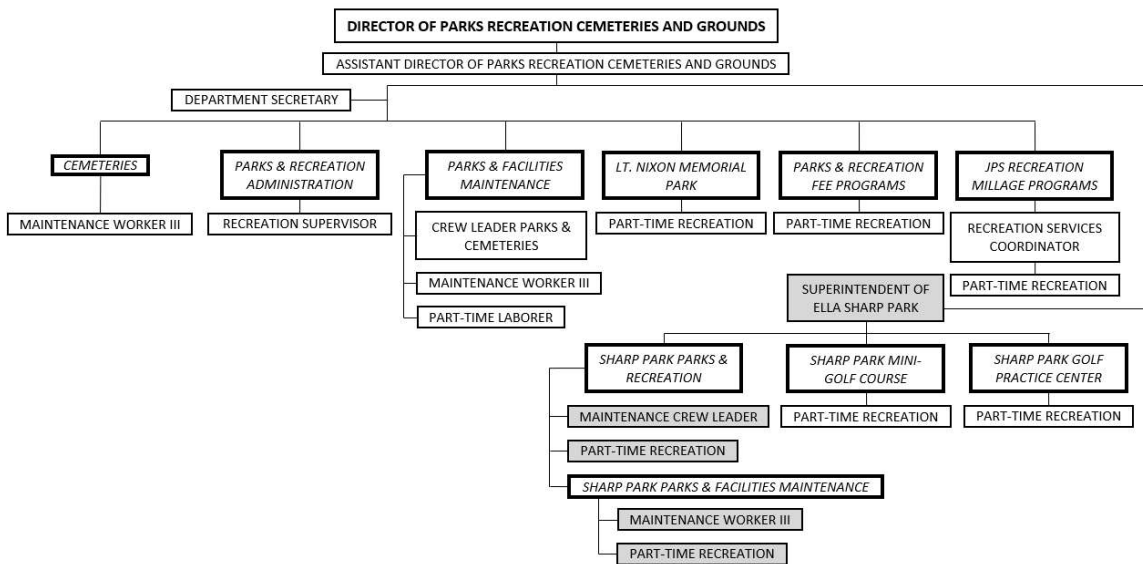 DIRECTOR OF PARKS RECREATION CEMETERIES AND GROUNDS
ASSISTANT DIRECTOR OF PARKS RECREATION CEMETERIES AND GROUNDS
DEPARTMENT SECRETARY
CEMETERIES
MAINTENANCE WORKER III
PARKS & RECREATION
ADMINISTRATION
RECREATION SUPERVISOR
PARKS & FACILITIES
MAINTENANCE
CREW LEADER PARKS &
CEMETERIES
MAINTENANCE WORKER III
PART-TIME LABORER
LT. NIXON MEMORIAL
PARK
PART-TIME RECREATION
PARKS & RECREATION
FEE PROGRAMS
PART-TIME RECREATION
JPS RECREATION
MILLAGE PROGRAMS
RECREATION SERVICES
COORDINATOR
PART-TIME RECREATION
SUPERINTENDENT OF
ELLA SHARP PARK
SHARP PARK PARKS &
RECREATION
MAINTENANCE CREW LEADER
PART-TIME RECREATION
SHARP PARK PARKS & FACILITIES MAINTENANCE
MAINTENANCE WORKER III
PART-TIME RECREATION
SHARP PARK MINI-
GOLF COURSE
PART-TIME RECREATION
SHARP PARK GOLF
PRACTICE CENTER
PART-TIME RECREATION